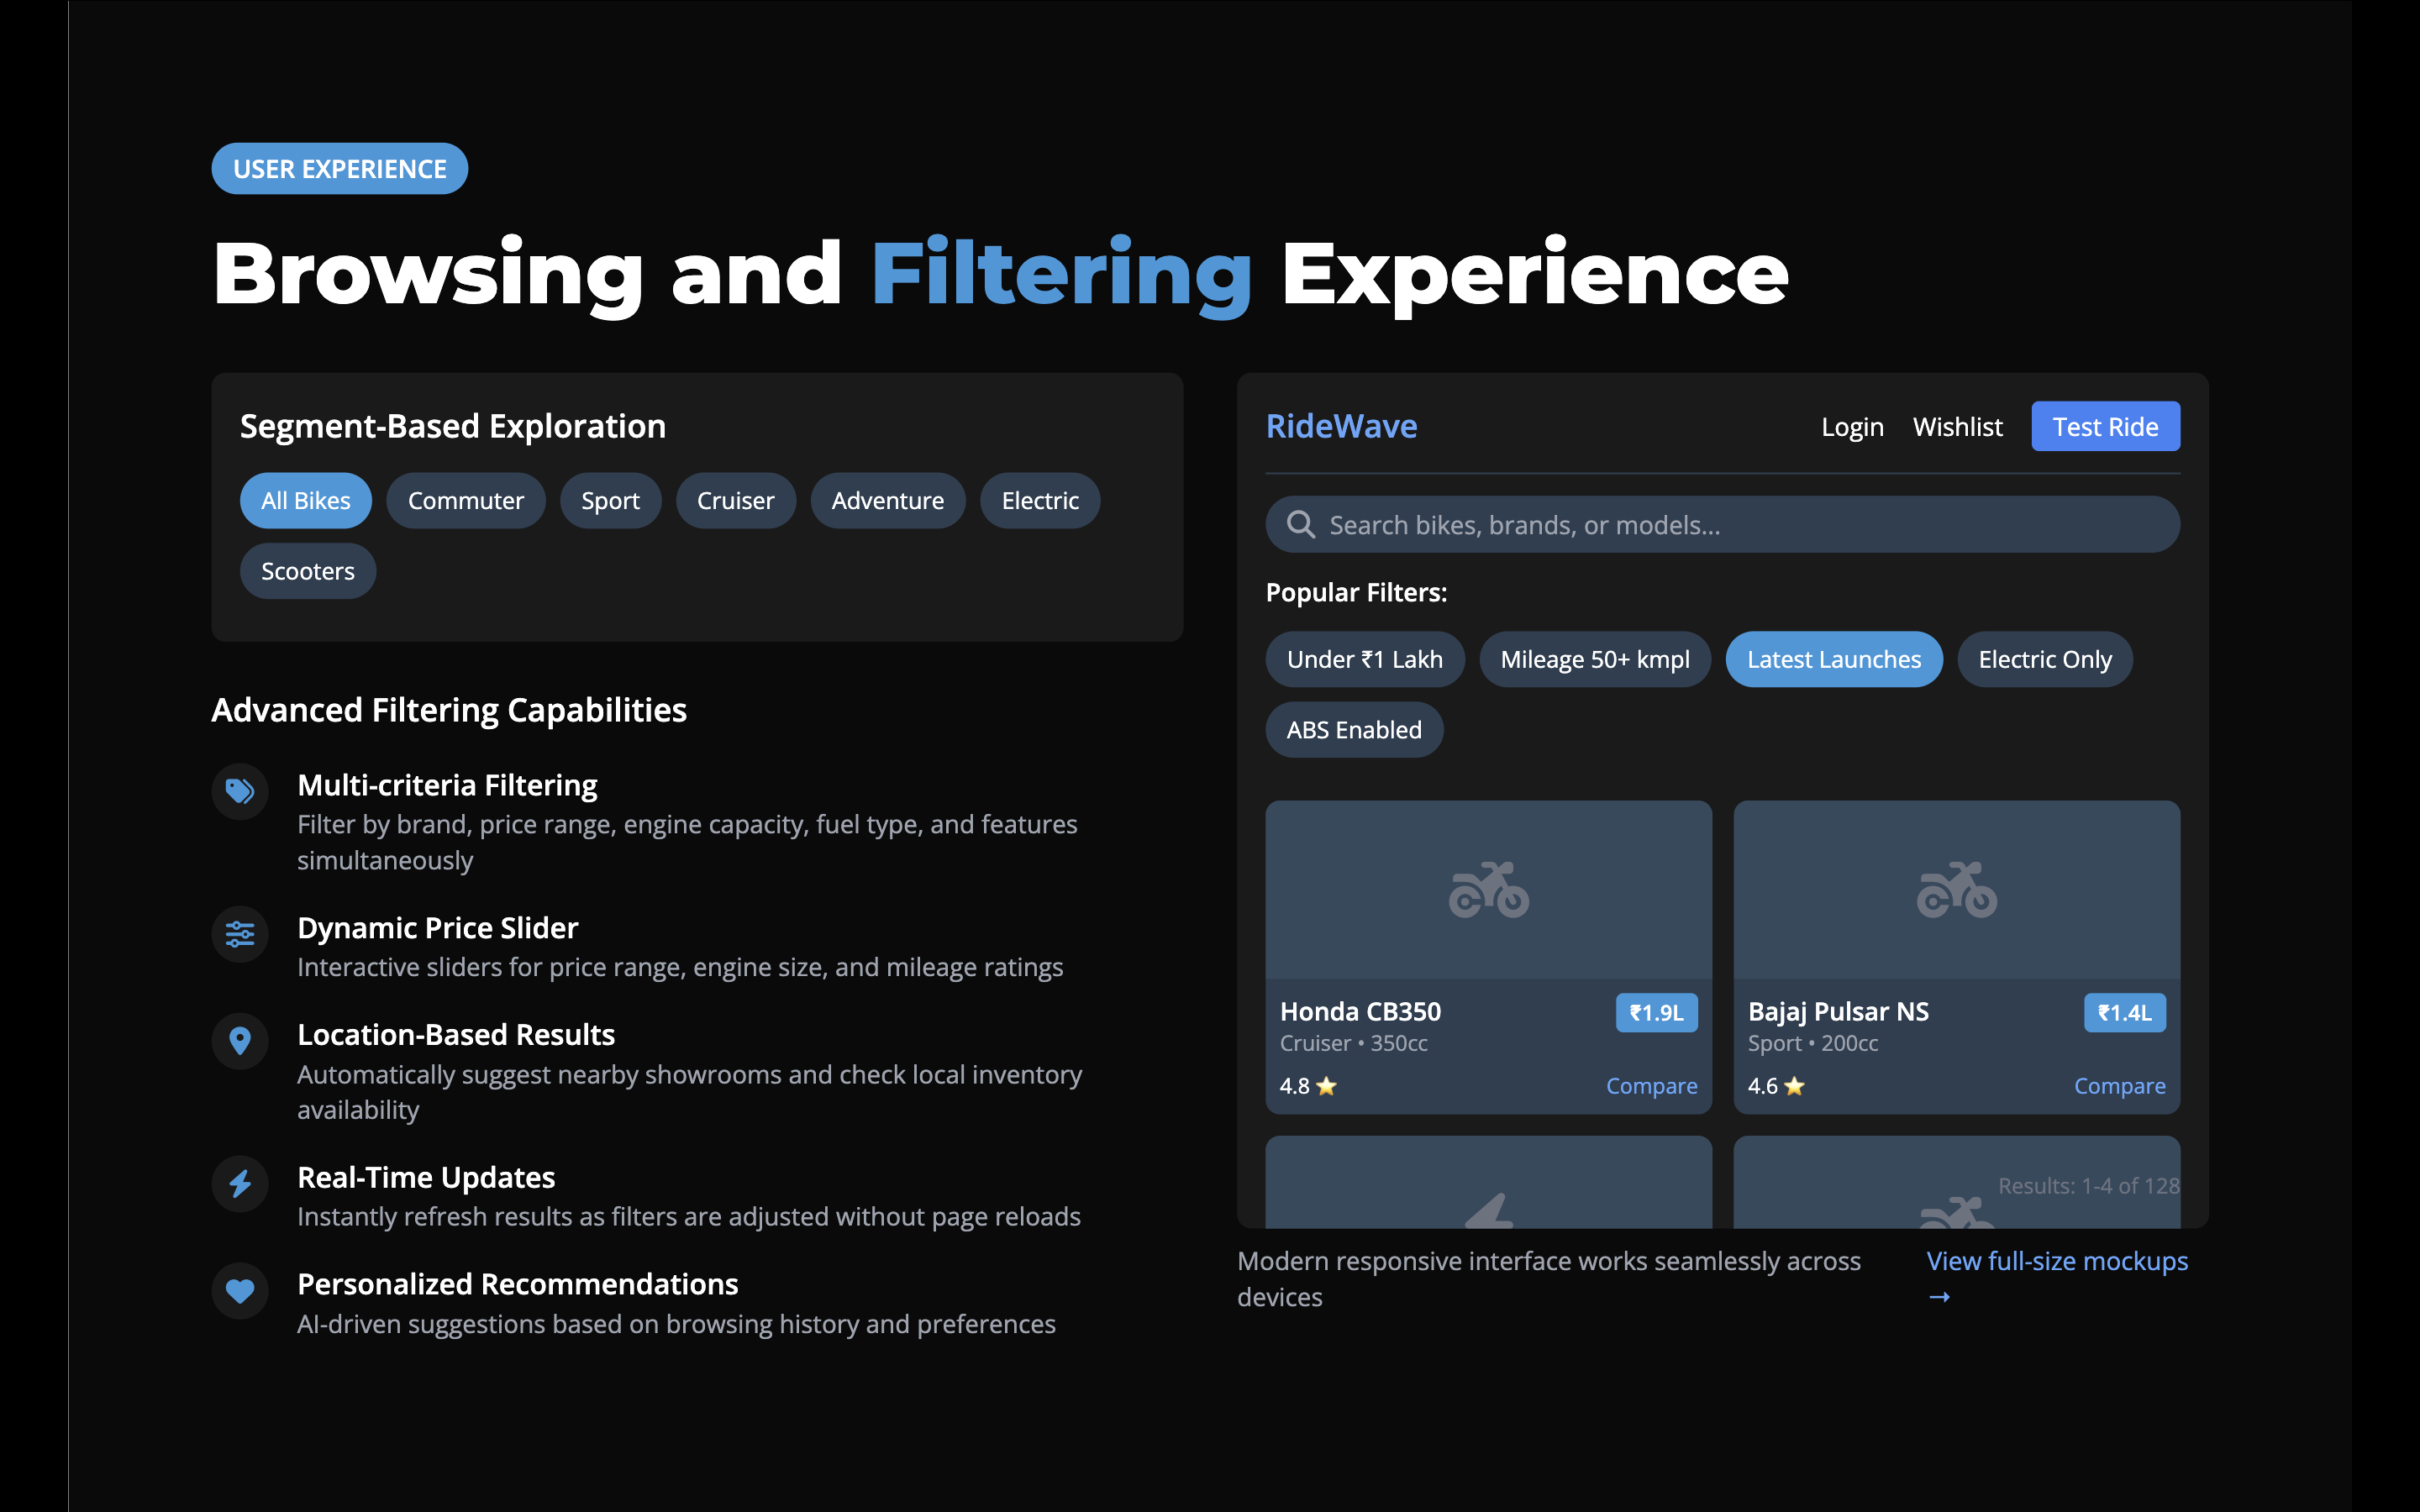 USER EXPERIENCE
Browsing and Filtering Experience
Segment-Based Exploration
All Bikes Commuter Sport Cruiser Adventure Electric
Scooters
Advanced Filtering Capabilities
Multi-criteria Filtering
Filter by brand, price range, engine capacity, fuel type, and features
simultaneously
Dynamic Price Slider
Interactive sliders for price range, engine size, and mileage ratings
Location-Based Results
Automatically suggest nearby showrooms and check local inventory
availability
Real-Time Updates
Instantly refresh results as filters are adjusted without page reloads
Personalized Recommendations
AI-driven suggestions based on browsing history and preferences
RideWave Login Wishlist Test Ride
Search bikes, brands, or models...
Popular Filters:
Under ₹1 Lakh Mileage 50+ kmpl Latest Launches Electric Only
ABS Enabled
Honda CB350 ₹1.9L
Cruiser • 350cc
4.8 ⭐ Compare
Bajaj Pulsar NS ₹1.4L
Sport • 200cc
4.6 ⭐ Compare
Results: 1-4 of 128
Modern responsive interface works seamlessly across
devices
View full-size mockups
→